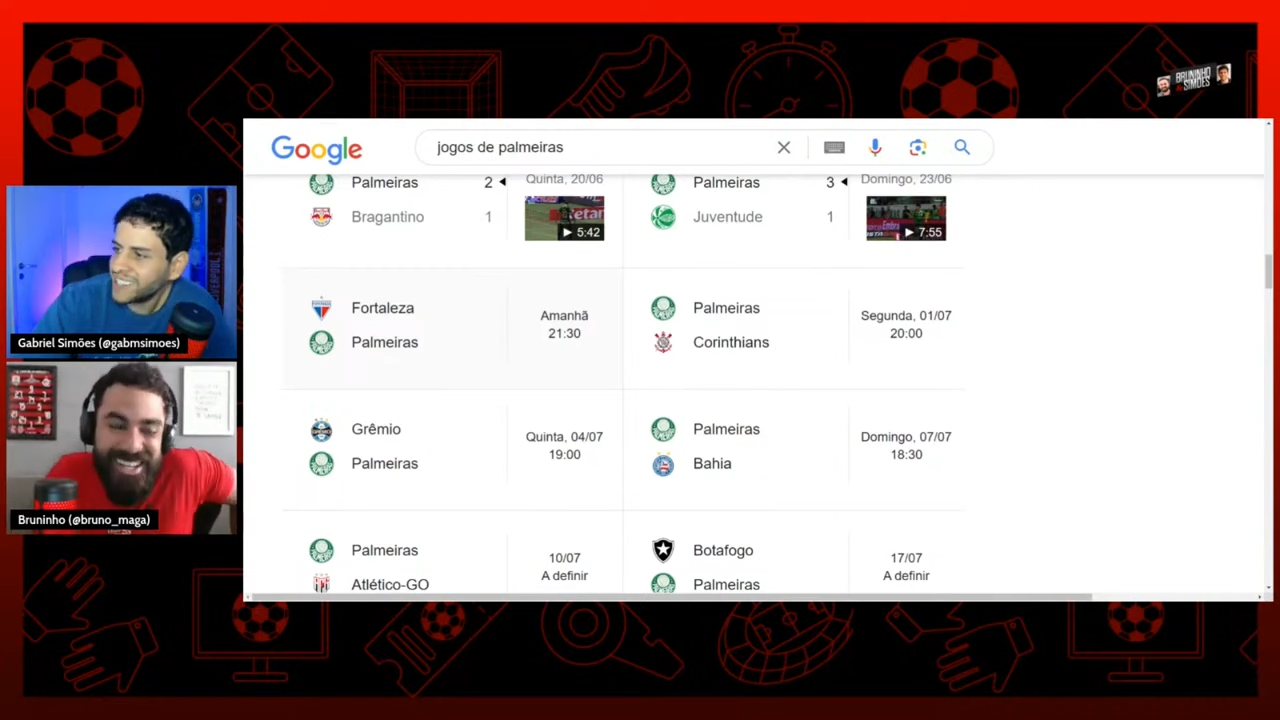 BRUNINHO
SIMÕES
Google
jogos de palmeiras
Palmeiras 2
Bragantino 1
Quinta, 20/06
5:42
Palmeiras 3
Juventude 1
Domingo, 23/06
7:55
Fortaleza
Palmeiras
Amanhã
21:30
Palmeiras
Corinthians
Segunda, 01/07
20:00
Grêmio
Palmeiras
Quinta, 04/07
19:00
Palmeiras
Bahia
Domingo, 07/07
18:30
Palmeiras
Atlético-GO
10/07
A definir
Botafogo
Palmeiras
17/07
A definir
Gabriel Simões (@gabmsimoes)
Bruninho (@bruno_maga)